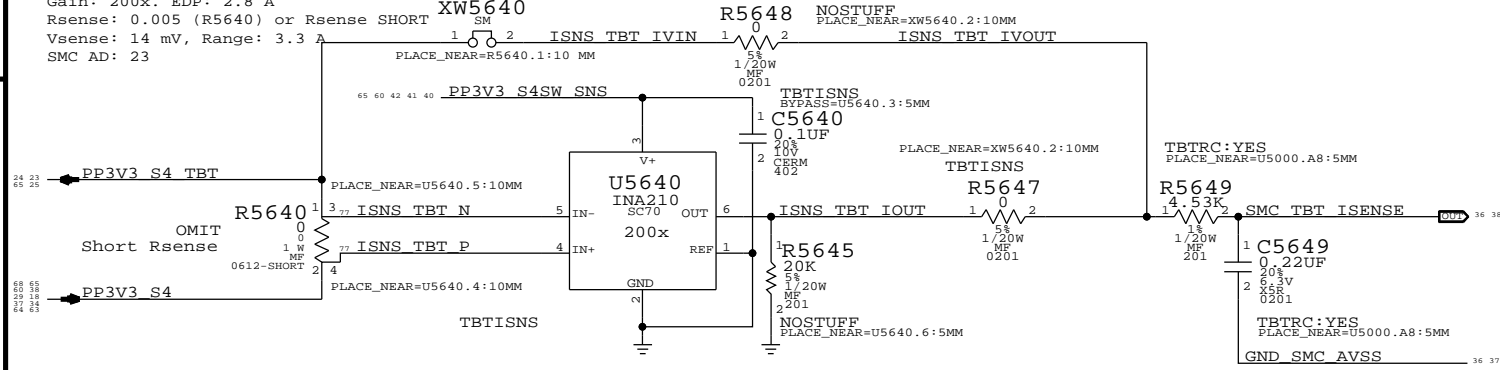 Gain: 200x. EDP: 2.8 A
Rsense: 0.005 (R5640) or Rsense SHORT
Vsense: 14 mV, Range: 3.3 A
SMC AD: 23
XW5640
SM
1 2
ISNS_TBT_IVIN
PLACE_NEAR=R5640.1:10 MM
R5648
0
1 2
5%
1/20W
MF
0201
NOSTUFF
PLACE_NEAR=XW5640.2:10MM
ISNS_TBT_IVOUT
65 60 42 41 40
PP3V3_S4SW_SNS
TBTISNS
BYPASS=U5640.3:5MM
1
C5640
0.1UF
20%
10V
2
CERM
402
24 23
65 25
PP3V3_S4_TBT
PLACE_NEAR=U5640.5:10MM
R5640
0
0
1 W
MF
0612-SHORT
1 3
2 4
OMIT
Short Rsense
77 ISNS_TBT_N
77 ISNS_TBT_P
68 65
60 38
29 18
37 34
64 63
PP3V3_S4
PLACE_NEAR=U5640.4:10MM
TBTISNS
3
V+
U5640
INA210
SC70
200x
5 IN-
4 IN+
OUT 6
REF 1
GND
2
ISNS_TBT_IOUT
1
R5645
20K
5%
1/20W
MF
201
2
NOSTUFF
PLACE_NEAR=U5640.6:5MM
PLACE_NEAR=XW5640.2:10MM
TBTISNS
R5647
0
1 2
5%
1/20W
MF
0201
TBTRC:YES
PLACE_NEAR=U5000.A8:5MM
R5649
4.53K
1 2
1%
1/20W
MF
201
SMC_TBT_ISENSE
OUT
36 38
1
C5649
0.22UF
20%
6.3V
2
X5R
0201
TBTRC:YES
PLACE_NEAR=U5000.A8:5MM
GND_SMC_AVSS
36 37